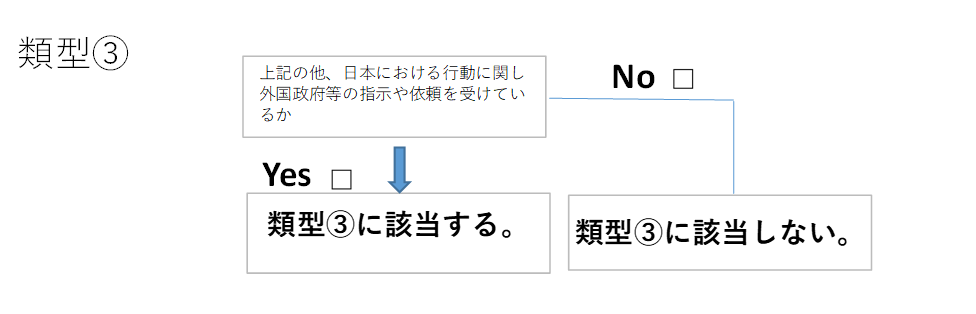 類型③
上記の他、日本における行動に関し
外国政府等の指示や依頼を受けてい
るか
No □
Yes □
類型③に該当する。
類型③に該当しない。